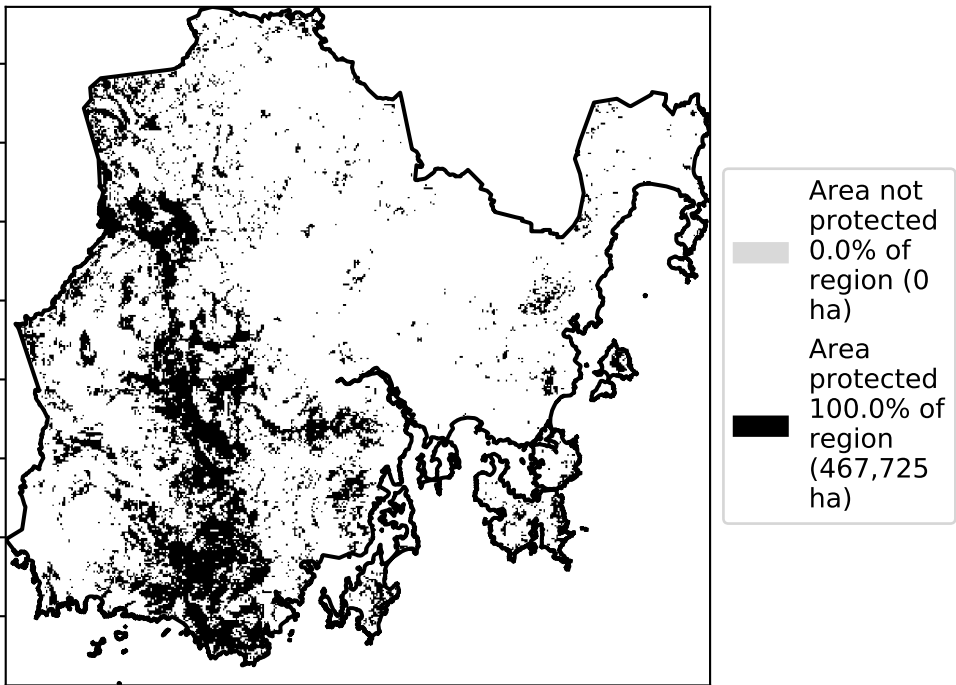 Area not
protected
0.0% of
region (0
ha)
Area
protected
100.0% of
region
(467,725
ha)